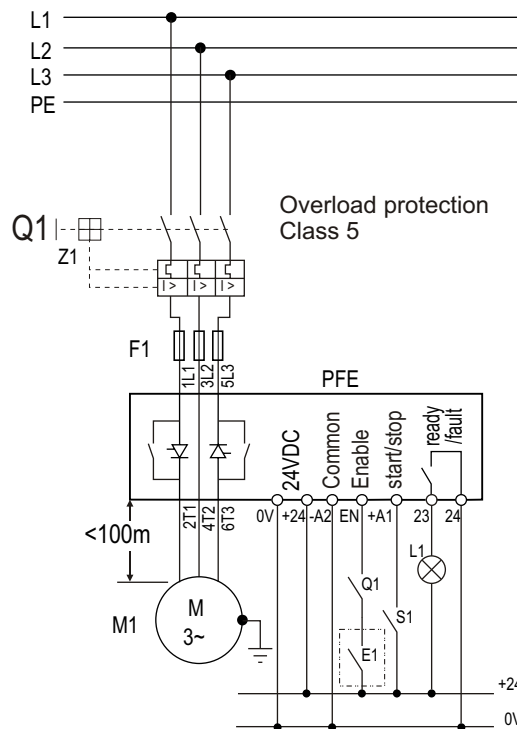 L1
L2
L3
PE
Overload protection
Class 5
Q1
Z1
I > I > I >
F1
1L1 3L2 5L3
PFE
24VDC Common Enable start/stop ready
/fault
2T1 4T2 6T3
0V +24 -A2 EN +A1 23 24
<100m
L1
Q1
S1
E1
M1
M
3~
+24
0V